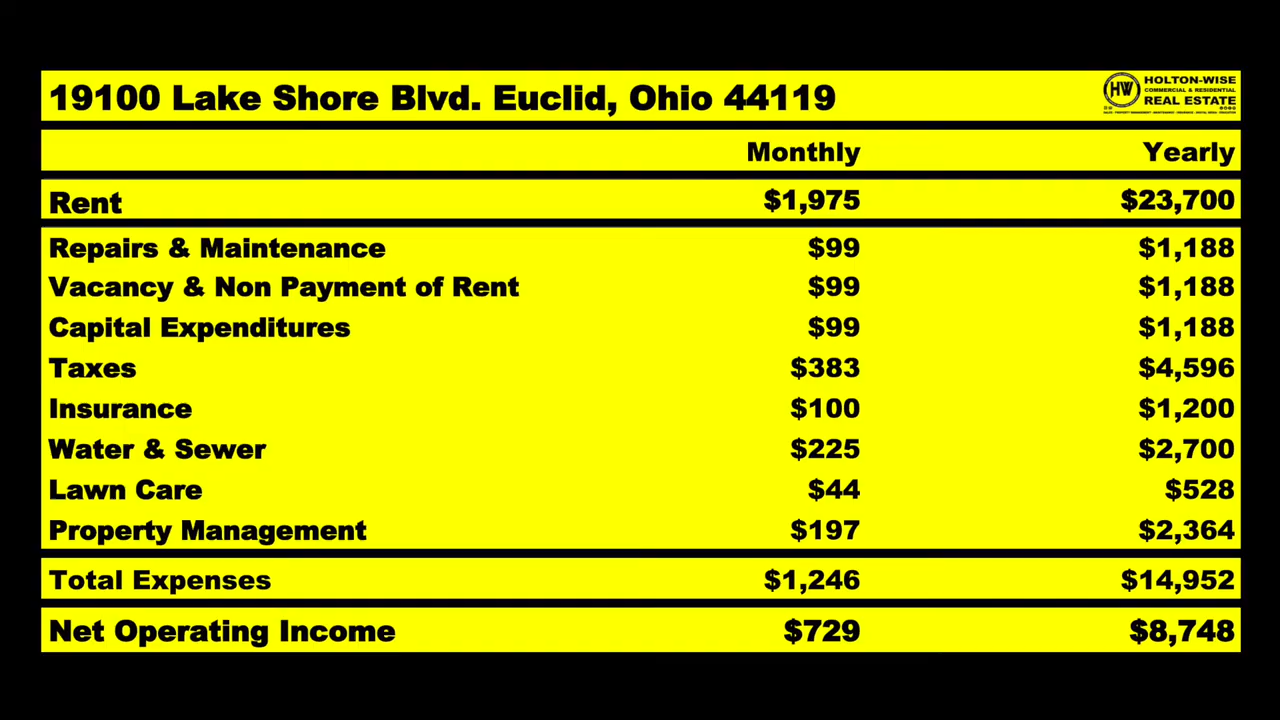 19100 Lake Shore Blvd. Euclid, Ohio 44119
HW
HOLTON-WISE
COMMERCIAL & RESIDENTIAL
REAL ESTATE
Monthly Yearly
Rent $1,975 $23,700
Repairs & Maintenance $99 $1,188
Vacancy & Non Payment of Rent $99 $1,188
Capital Expenditures $99 $1,188
Taxes $383 $4,596
Insurance $100 $1,200
Water & Sewer $225 $2,700
Lawn Care $44 $528
Property Management $197 $2,364
Total Expenses $1,246 $14,952
Net Operating Income $729 $8,748